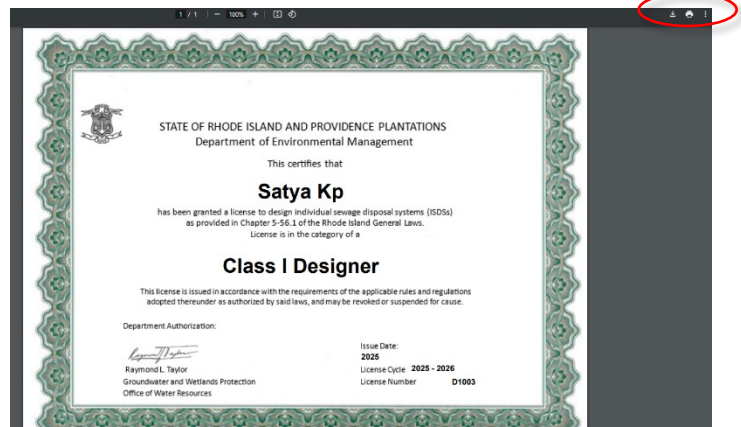 1 / 1 | − 100% + |
STATE OF RHODE ISLAND AND PROVIDENCE PLANTATIONS
Department of Environmental Management
This certifies that
Satya Kp
has been granted a license to design individual sewage disposal systems (ISDSs)
as provided in Chapter 5-56.1 of the Rhode Island General Laws.
License is in the category of a
Class I Designer
This license is issued in accordance with the requirements of the applicable rules and regulations
adopted thereunder as authorized by said laws, and may be revoked or suspended for cause.
Department Authorization:
Raymond L. Taylor
Groundwater and Wetlands Protection
Office of Water Resources
Issue Date:
2025
License Cycle 2025 - 2026
License Number D1003